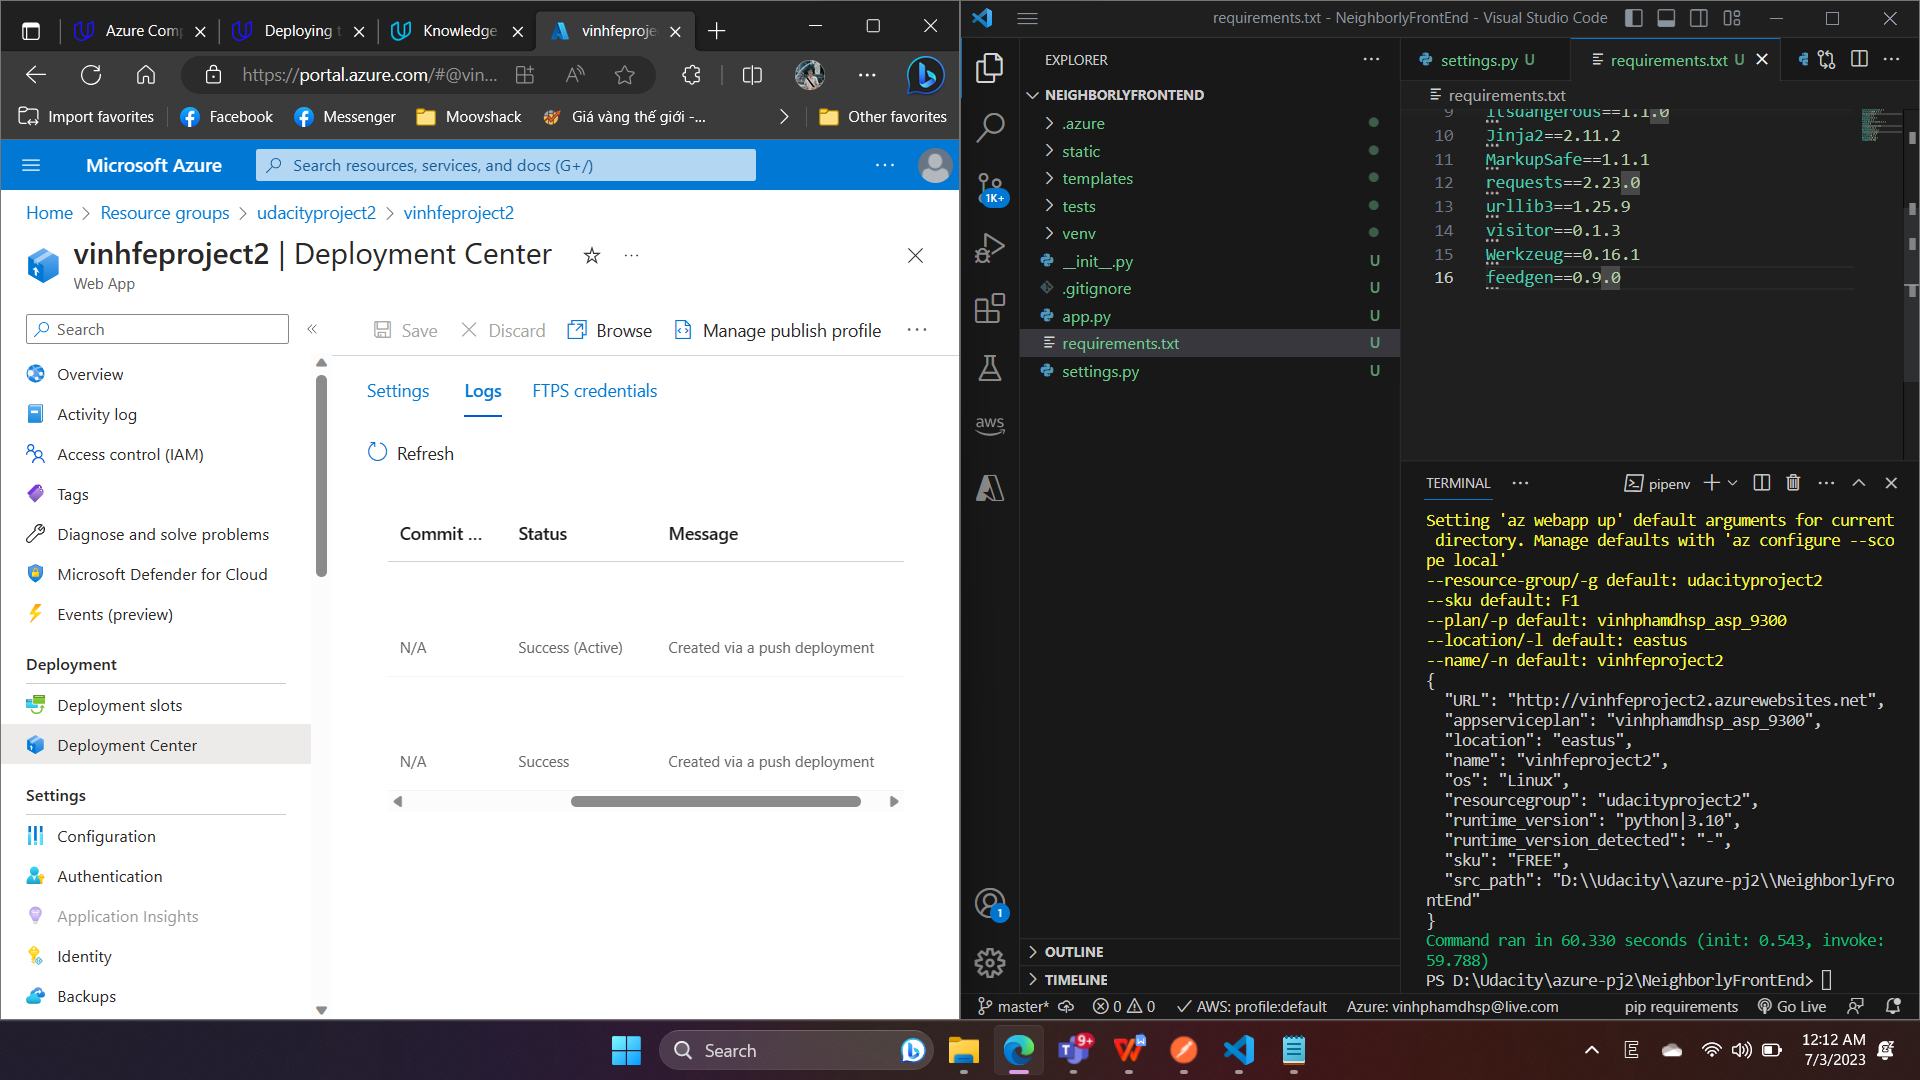 Azure Comp
Deploying t
Knowledge
vinhfeproje
https://portal.azure.com/#@vin...
Import favorites
Facebook
Messenger
Moovshack
Giá vàng thế giới -...
Other favorites
Microsoft Azure
Search resources, services, and docs (G+/)
Home
Resource groups
udacityproject2
vinhfeproject2
vinhfeproject2 | Deployment Center
Web App
Search
Save
Discard
Browse
Manage publish profile
Overview
Activity log
Access control (IAM)
Tags
Diagnose and solve problems
Microsoft Defender for Cloud
Events (preview)
Deployment
Deployment slots
Deployment Center
Settings
Configuration
Authentication
Application Insights
Identity
Backups
Settings
Logs
FTPS credentials
Refresh
Commit ...
Status
Message
N/A
Success (Active)
Created via a push deployment
N/A
Success
Created via a push deployment
requirements.txt - NeighborlyFrontEnd - Visual Studio Code
EXPLORER
NEIGHBORLYFRONTEND
.azure
static
templates
tests
venv
__init__.py U
.gitignore U
app.py U
requirements.txt U
settings.py U
1K+
aws
1
OUTLINE
TIMELINE
settings.py U
requirements.txt U
requirements.txt
9 itsdangerous==1.1.0
10 Jinja2==2.11.2
11 MarkupSafe==1.1.1
12 requests==2.23.0
13 urllib3==1.25.9
14 visitor==0.1.3
15 Werkzeug==0.16.1
16 feedgen==0.9.0
TERMINAL
pipenv
Setting 'az webapp up' default arguments for current
directory. Manage defaults with 'az configure --sco
pe local'
--resource-group/-g default: udacityproject2
--sku default: F1
--plan/-p default: vinhphamdhsp_asp_9300
--location/-l default: eastus
--name/-n default: vinhfeproject2
{
"URL": "http://vinhfeproject2.azurewebsites.net",
"appserviceplan": "vinhphamdhsp_asp_9300",
"location": "eastus",
"name": "vinhfeproject2",
"os": "Linux",
"resourcegroup": "udacityproject2",
"runtime_version": "python|3.10",
"runtime_version_detected": "-",
"sku": "FREE",
"src_path": "D:\\Udacity\\azure-pj2\\NeighborlyFro
ntEnd"
}
Command ran in 60.330 seconds (init: 0.543, invoke:
59.788)
PS D:\Udacity\azure-pj2\NeighborlyFrontEnd>
master*
0
0
AWS: profile:default
Azure: vinhphamdhsp@live.com
pip requirements
Go Live
Search
9+
E
12:12 AM
7/3/2023